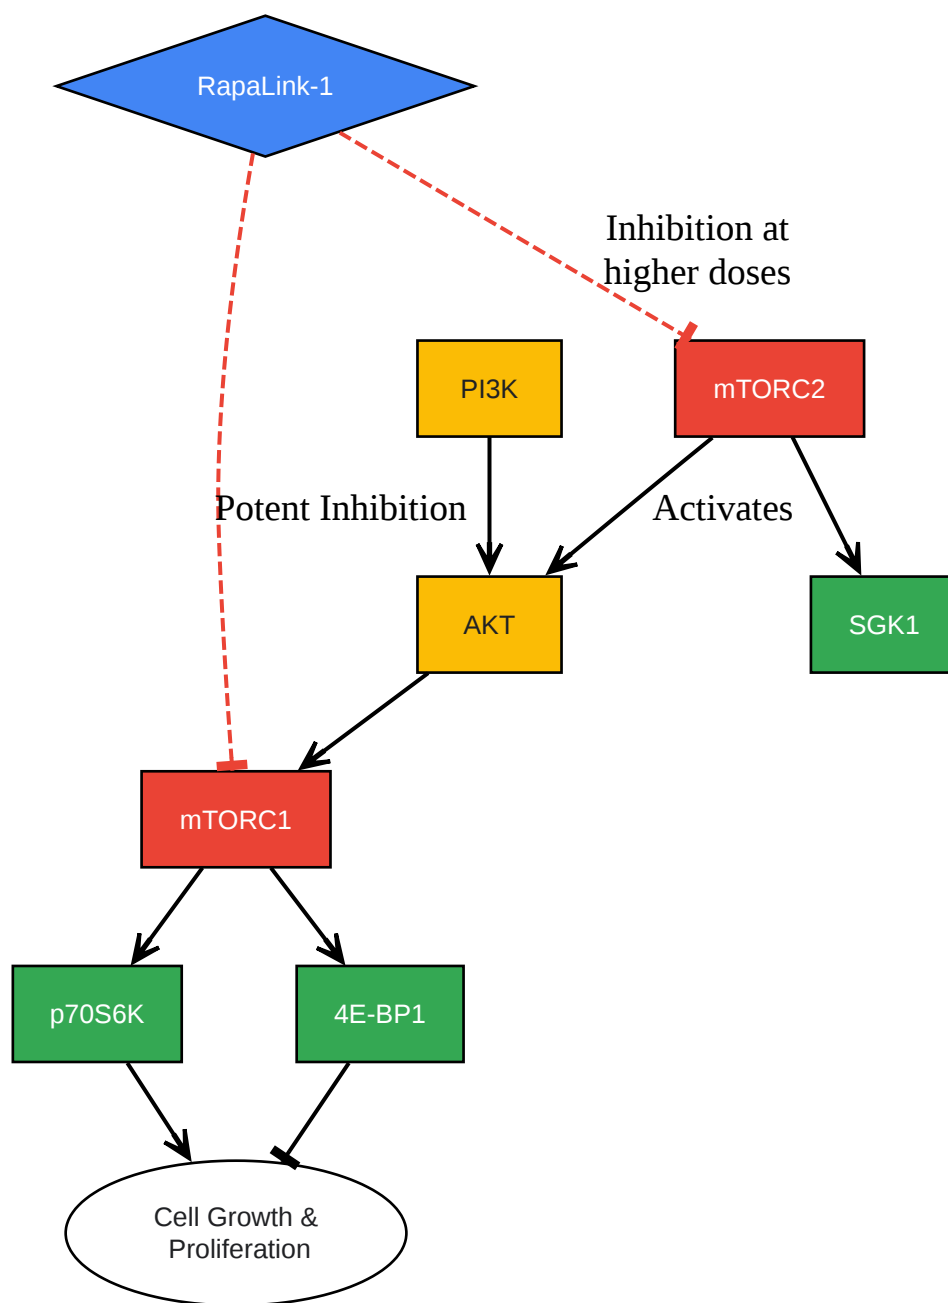 RapaLink-1
Inhibition at
higher doses
PI3K
mTORC2
Potent Inhibition
Activates
AKT
SGK1
mTORC1
p70S6K
4E-BP1
Cell Growth &
Proliferation